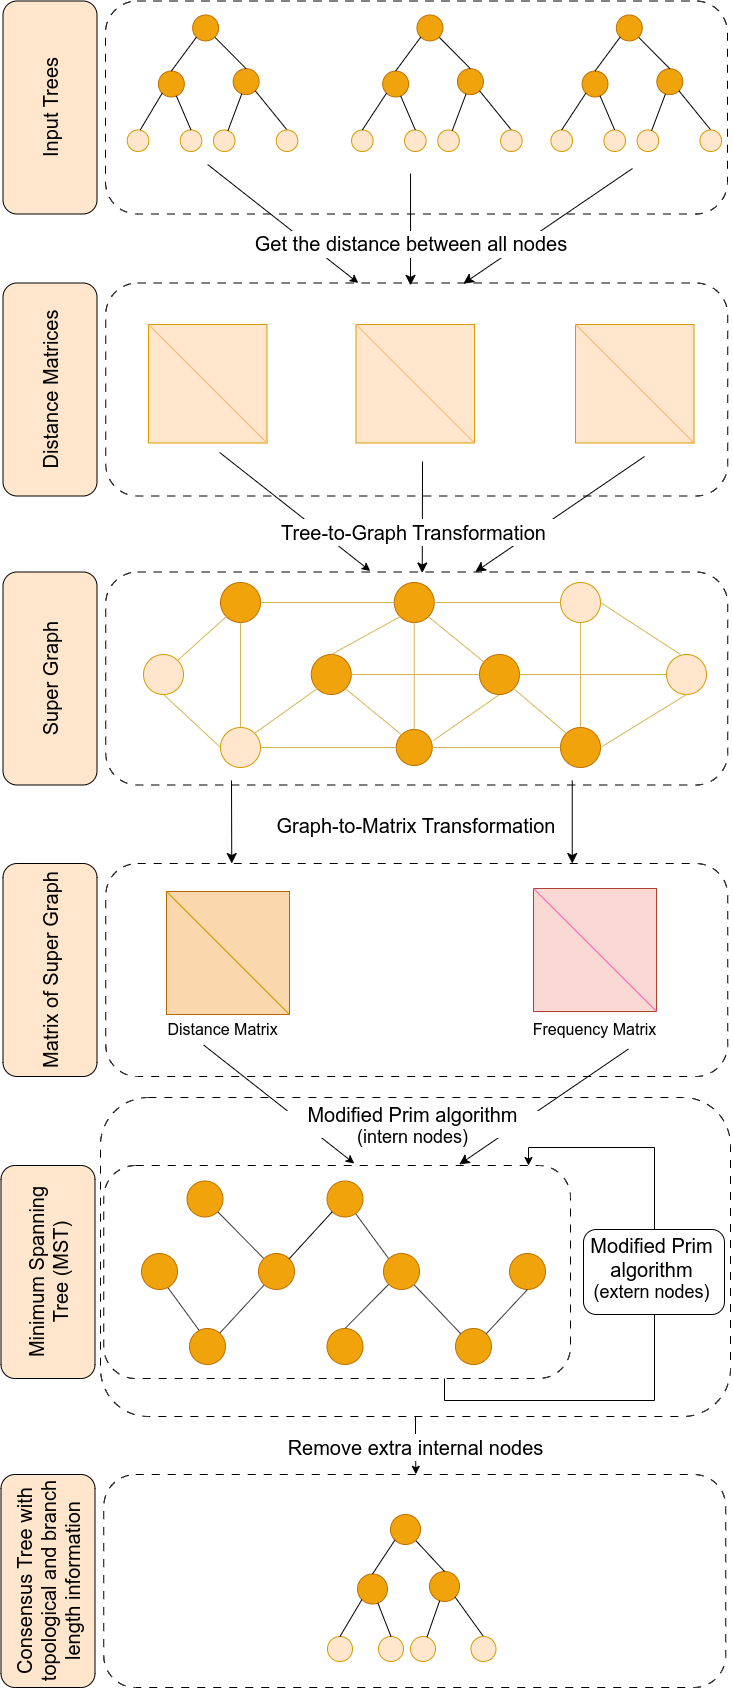 Input Trees
Get the distance between all nodes
Distance Matrices
Tree-to-Graph Transformation
Super Graph
Graph-to-Matrix Transformation
Matrix of Super Graph
Distance Matrix
Frequency Matrix
Modified Prim algorithm
(intern nodes)
Minimum Spanning
Tree (MST)
Modified Prim
algorithm
(extern nodes)
Remove extra internal nodes
Consensus Tree with
topological and branch
length information